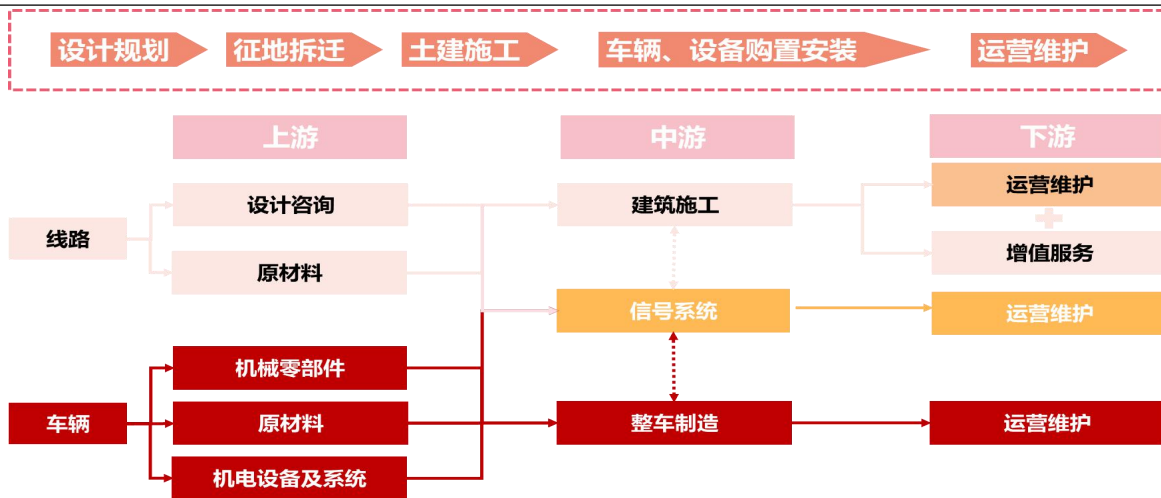 设计规划
征地拆迁
土建施工
车辆、设备购置安装
运营维护
上游
中游
下游
线路
设计咨询
原材料
建筑施工
运营维护
增值服务
信号系统
运营维护
车辆
机械零部件
原材料
机电设备及系统
整车制造
运营维护